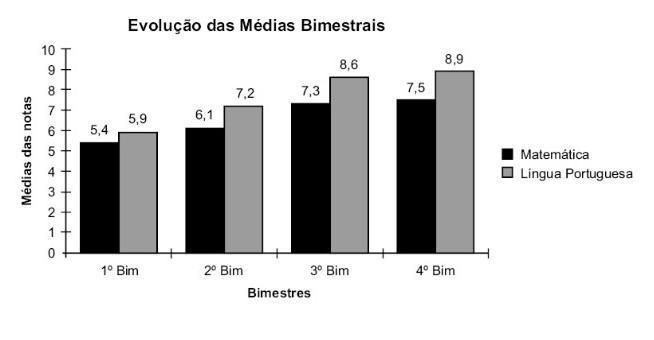 Evolução das Médias Bimestrais
Médias das notas
10
9
8
7
6
5
4
3
2
1
0
5,4
5,9
6,1
7,2
7,3
8,6
7,5
8,9
1º Bim
2º Bim
3º Bim
4º Bim
Bimestres
Matemática
Língua Portuguesa